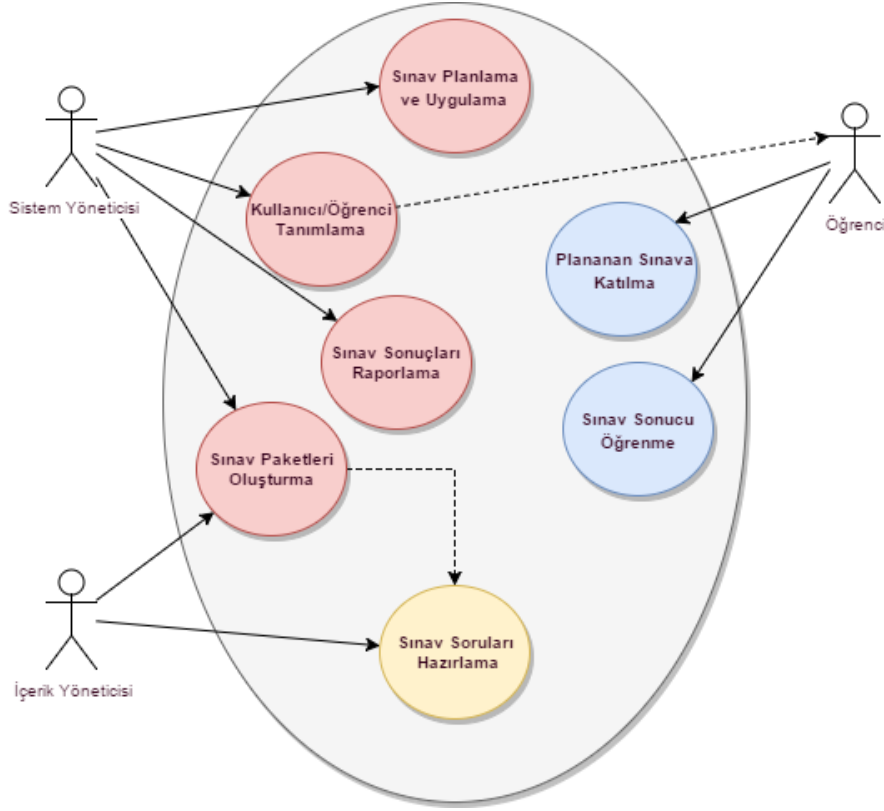 Sınav Planlama
ve Uygulama
Sistem Yöneticisi
Kullanıcı/Öğrenci
Tanımlama
Öğrenci
Plananan Sınava
Katılma
Sınav Sonuçları
Raporlama
Sınav Sonucu
Öğrenme
Sınav Paketleri
Oluşturma
Sınav Soruları
Hazırlama
İçerik Yöneticisi